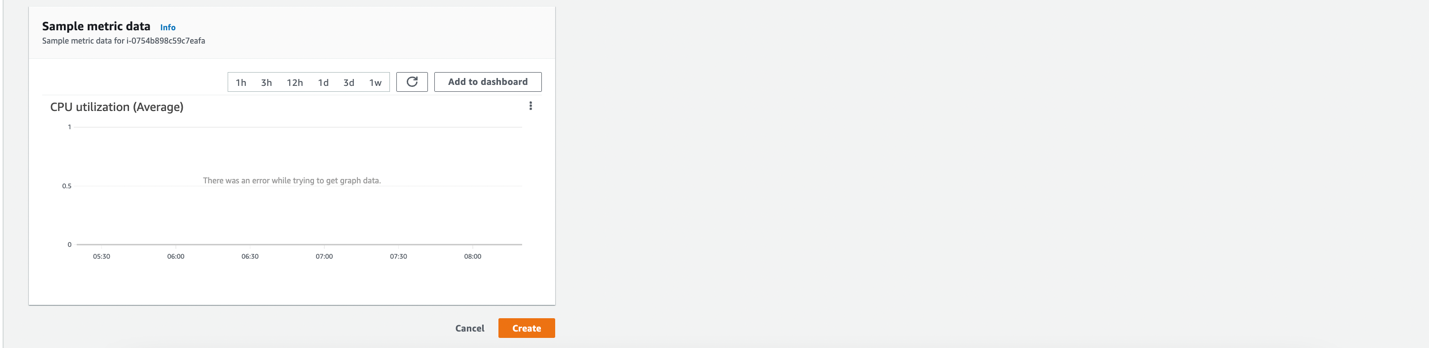 Sample metric data Info
Sample metric data for i-0754b898c59c7eafa
1h 3h 12h 1d 3d 1w Add to dashboard
CPU utilization (Average)
1
There was an error while trying to get graph data.
0.5
0
05:30 06:00 06:30 07:00 07:30 08:00
Cancel Create